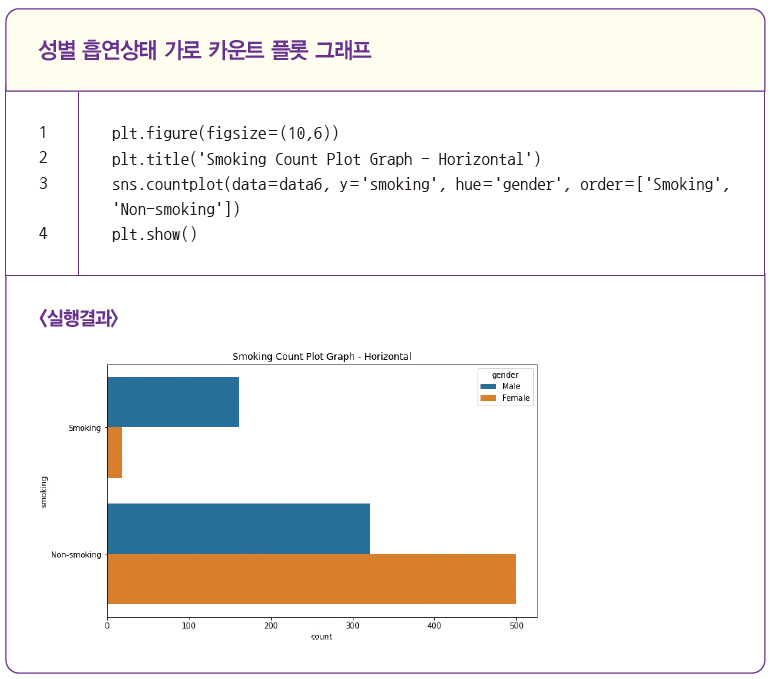 성별 흡연상태 가로 카운트 플롯 그래프
1 plt.figure(figsize=(10,6))
2 plt.title('Smoking Count Plot Graph - Horizontal')
3 sns.countplot(data=data6, y='smoking', hue='gender', order=['Smoking',
'Non-smoking'])
4 plt.show()
<실행결과>
Smoking Count Plot Graph - Horizontal
gender
Male
Female
Smoking
smoking
Non-smoking
0 100 200 300 400 500
count